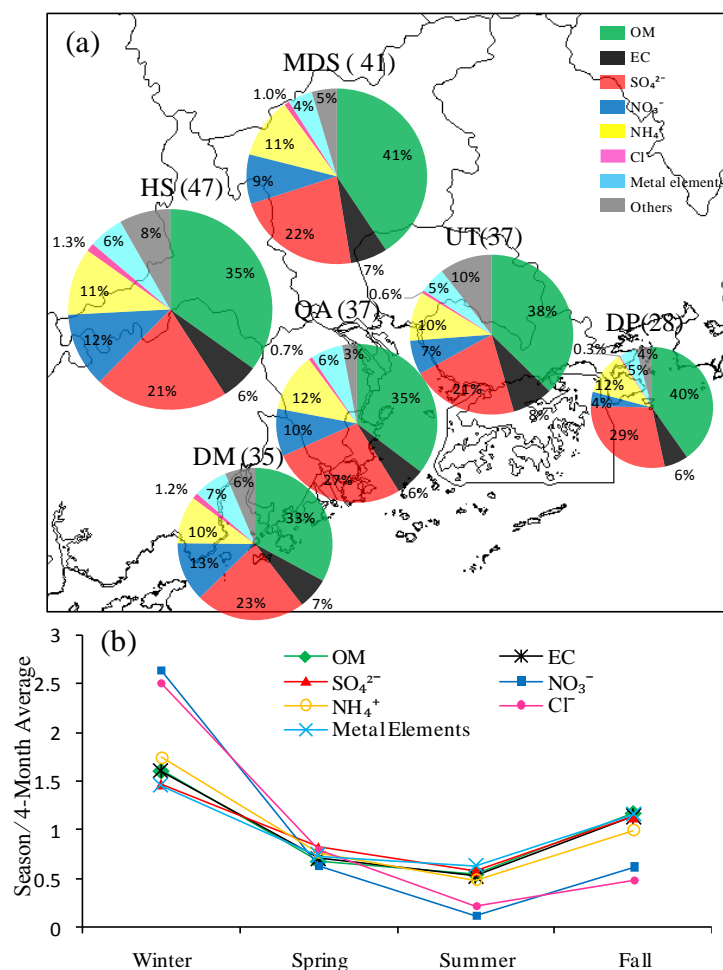 (a)
OM
EC
SO₄²⁻
NO₃⁻
NH₄⁺
Cl⁻
Metal elements
Others
MDS ( 41)
1.0%
4%
5%
41%
11%
9%
22%
7%
HS (47)
1.3%
6%
8%
35%
11%
12%
21%
6%
UT(37)
0.6%
5%
10%
38%
10%
7%
21%
8%
QA (37)
0.7%
6%
3%
35%
12%
10%
27%
6%
DP(28)
0.3%
5%
4%
40%
12%
4%
29%
6%
DM (35)
1.2%
7%
6%
33%
10%
13%
23%
7%
(b)
OM
EC
SO₄²⁻
NO₃⁻
NH₄⁺
Cl⁻
Metal Elements
Season/ 4-Month Average
3
2.5
2
1.5
1
0.5
0
Winter Spring Summer Fall